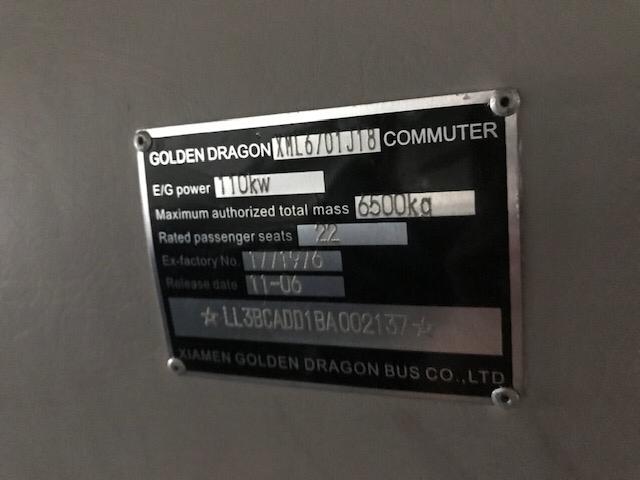 GOLDEN DRAGON XML6701J18 COMMUTER
E/G power 110kw
Maximum authorized total mass 6500kg
Rated passenger seats 22
Ex-factory No. 1771976
Release date 11-06
☆LL3BCADD1BA002137☆
XIAMEN GOLDEN DRAGON BUS CO.,LTD